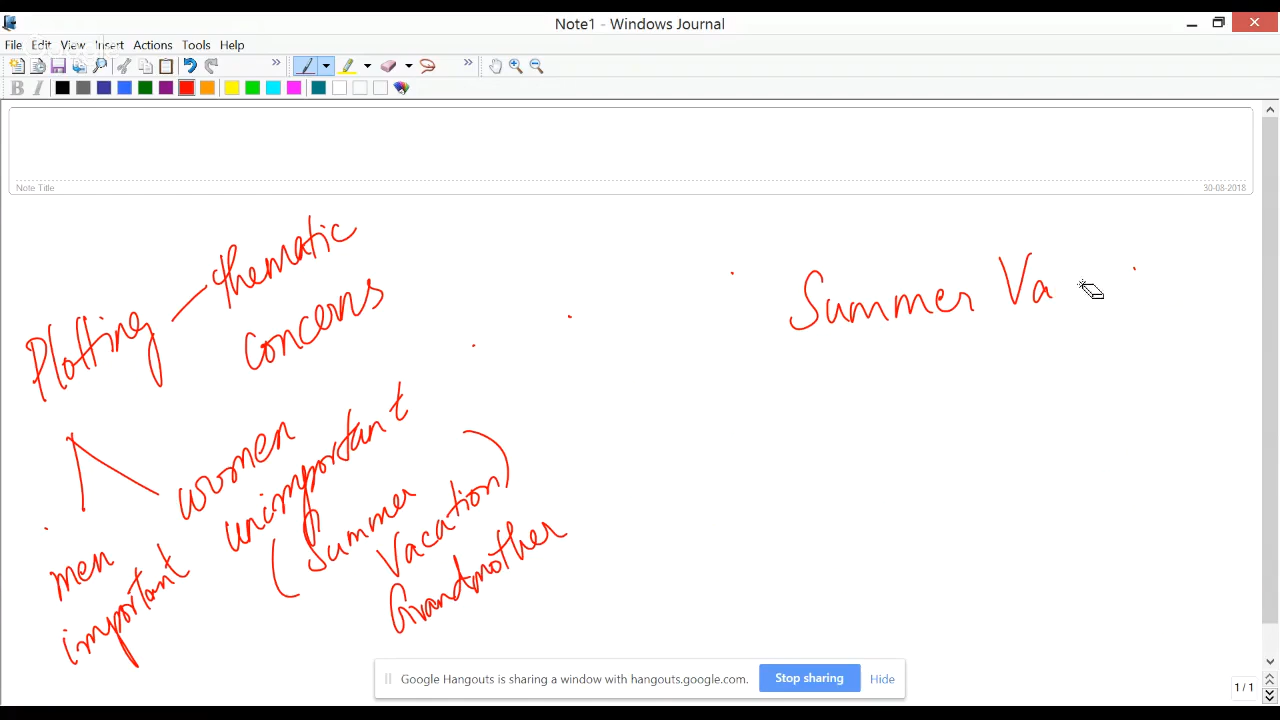 Note1 - Windows Journal
File Edit View Insert Actions Tools Help
Note Title
30-08-2018
Plotting - thematic
concerns
Summer Va
women
unimportant
(Summer
Vacation)
Grandmother
men
important
Google Hangouts is sharing a window with hangouts.google.com.
Stop sharing
Hide
1 / 1